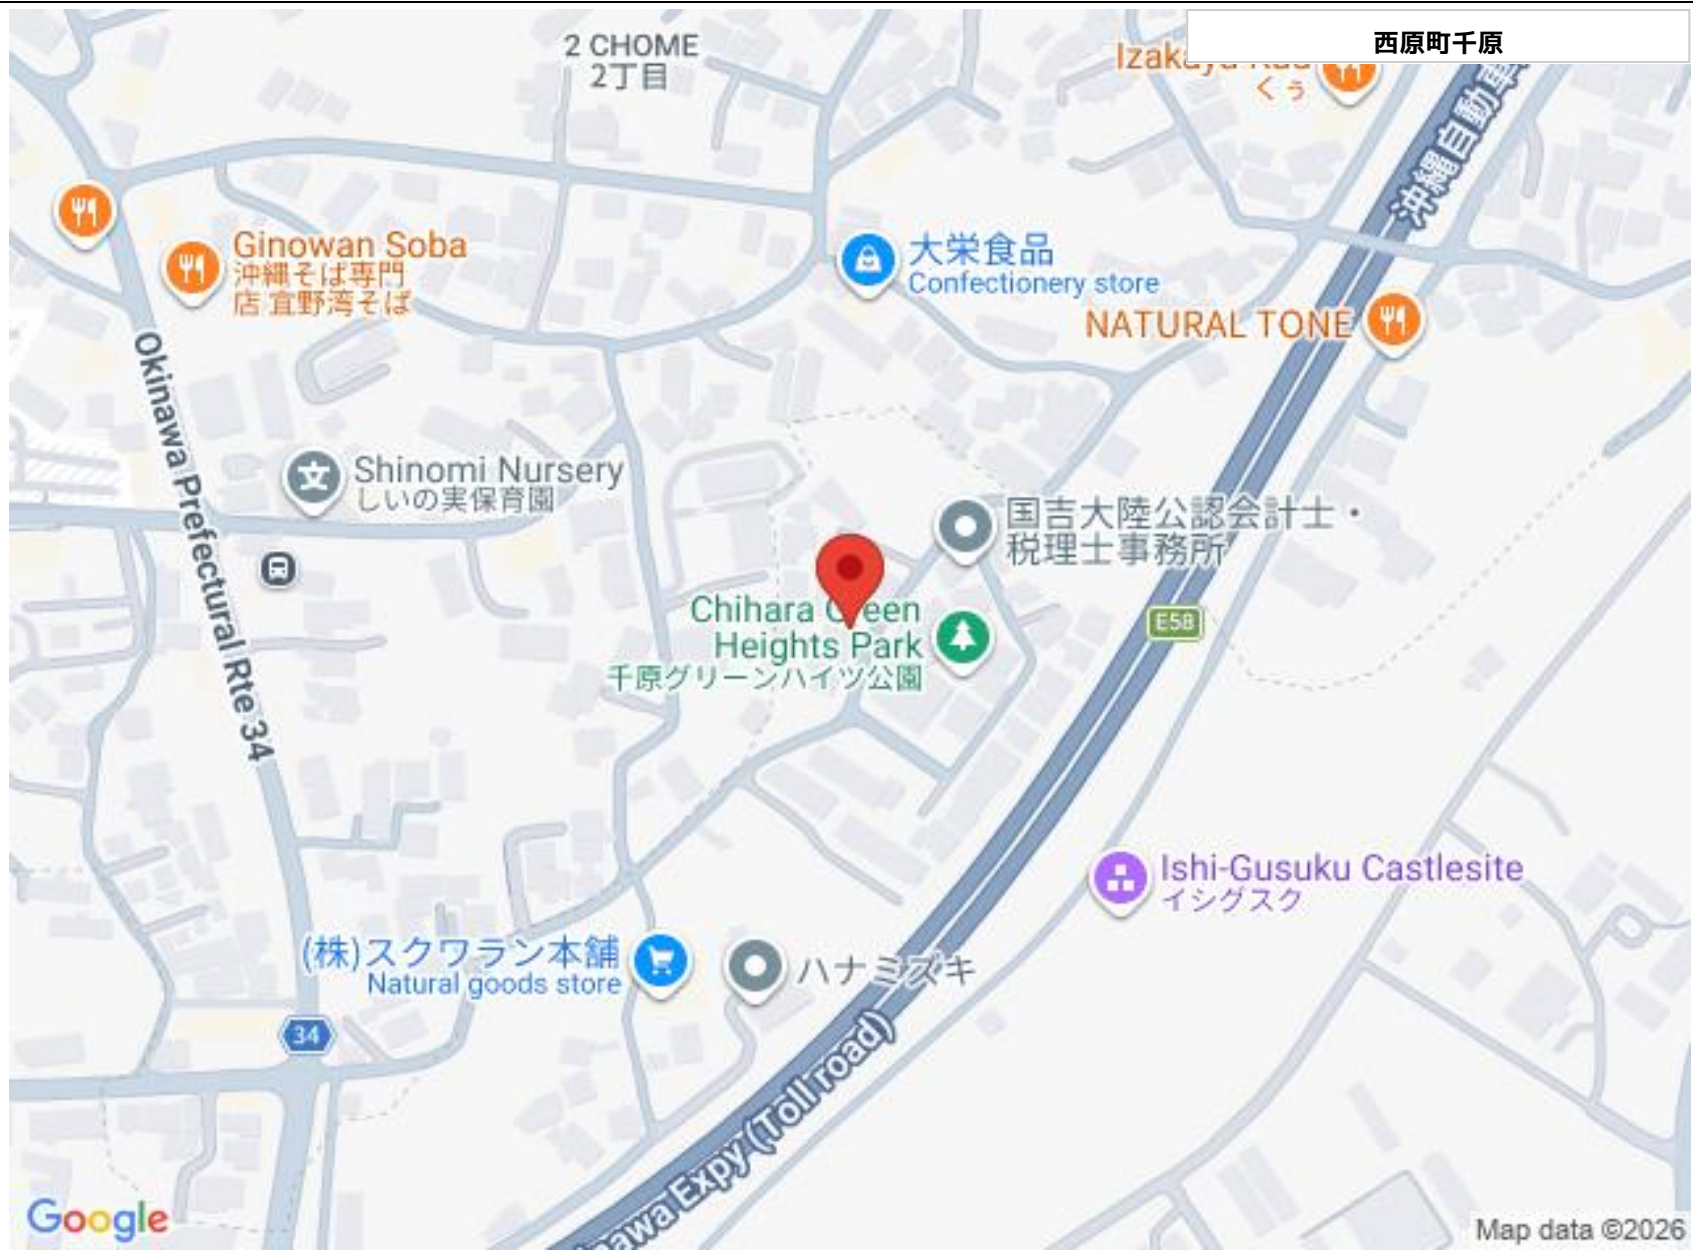 西原町千原
2 CHOME
2丁目
くぅ
沖縄自動車
Ginowan Soba
沖縄そば専門
店 宜野湾そば
大栄食品
Confectionery store
NATURAL TONE
Okinawa Prefectural Rte 34
Shinomi Nursery
しいの実保育園
国吉大陸公認会計士・
税理士事務所
Chihara Green
Heights Park
千原グリーンハイツ公園
E58
Ishi-Gusuku Castlesite
イシグスク
(株)スクワラン本舗
Natural goods store
ハナミズキ
34
Expy (Toll road)
Google
Map data ©2026